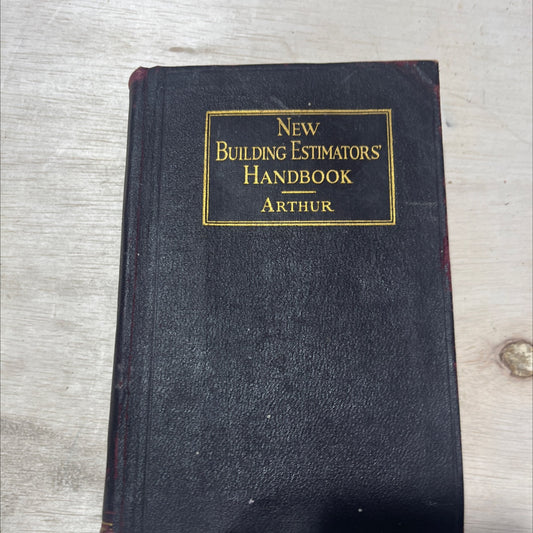 NEW
BUILDING ESTIMATORS'
HANDBOOK
ARTHUR